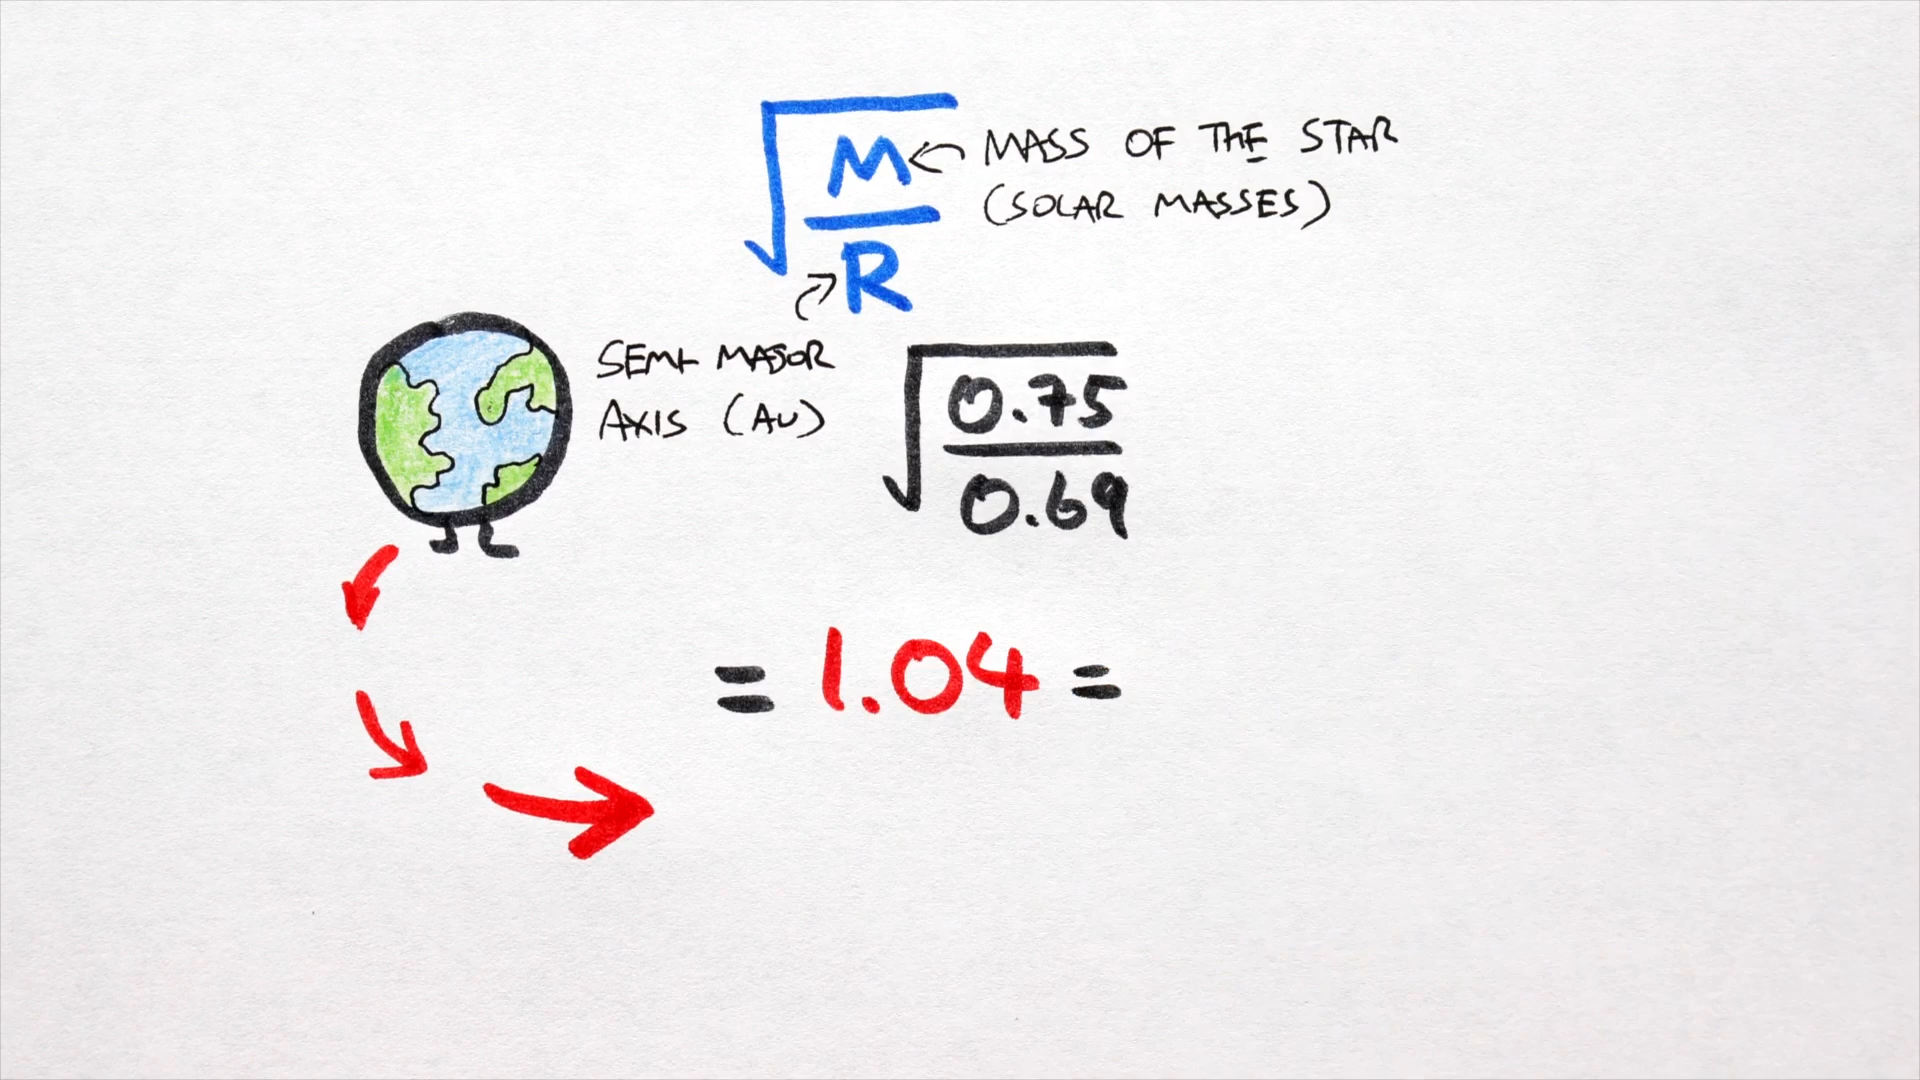 √M/R
MASS OF THE STAR
(SOLAR MASSES)
SEMI-MAJOR
AXIS (AU)
√0.75/0.69
= 1.04 =